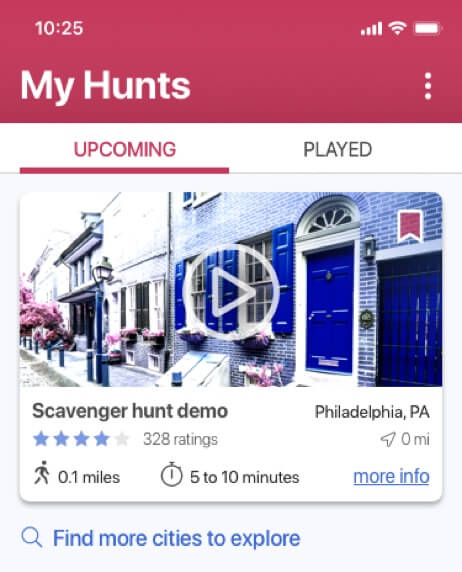 10:25
My Hunts
UPCOMING PLAYED
Scavenger hunt demo Philadelphia, PA
328 ratings 0 mi
0.1 miles 5 to 10 minutes more info
Find more cities to explore